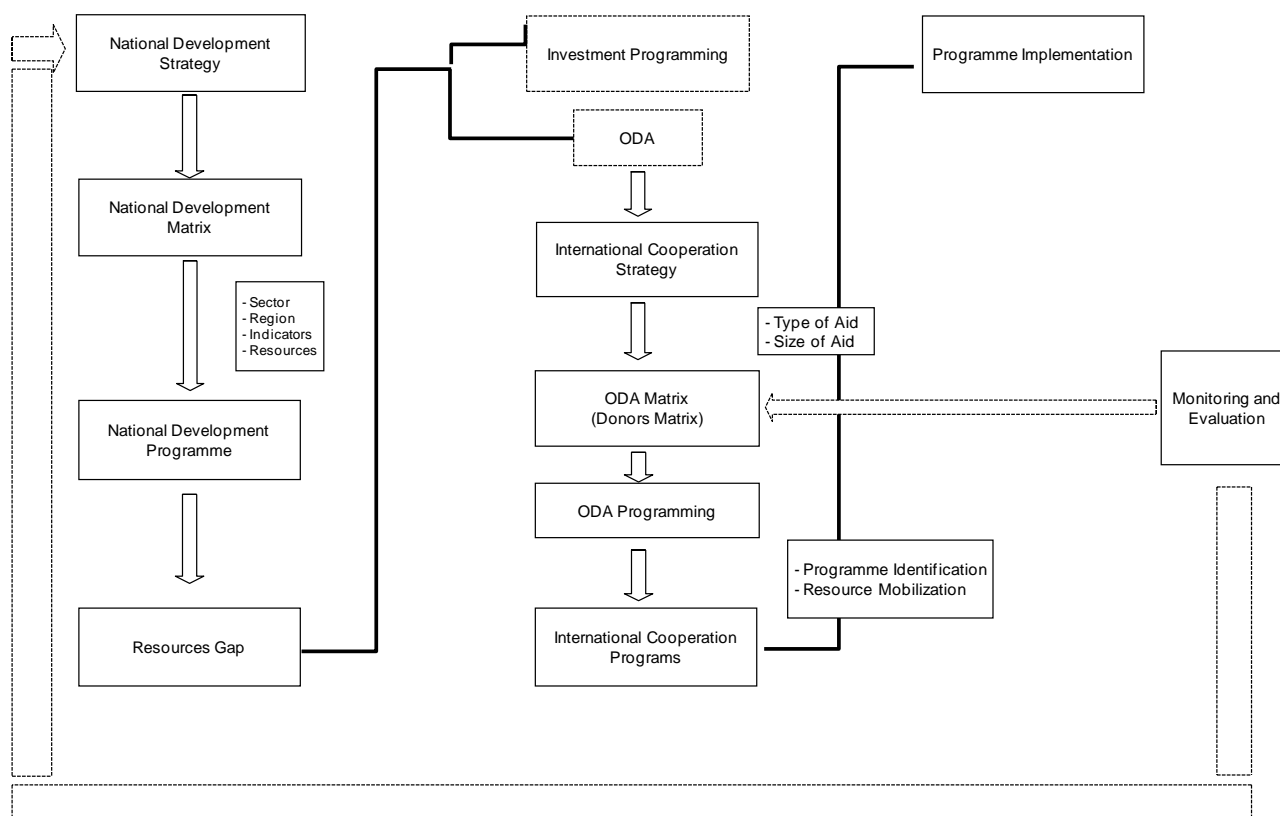 National Development
Strategy
National Development
Matrix
- Sector
- Region
- Indicators
- Resources
National Development
Programme
Resources Gap
Investment Programming
ODA
International Cooperation
Strategy
- Type of Aid
- Size of Aid
ODA Matrix
(Donors Matrix)
ODA Programming
- Programme Identification
- Resource Mobilization
International Cooperation
Programs
Programme Implementation
Monitoring and
Evaluation